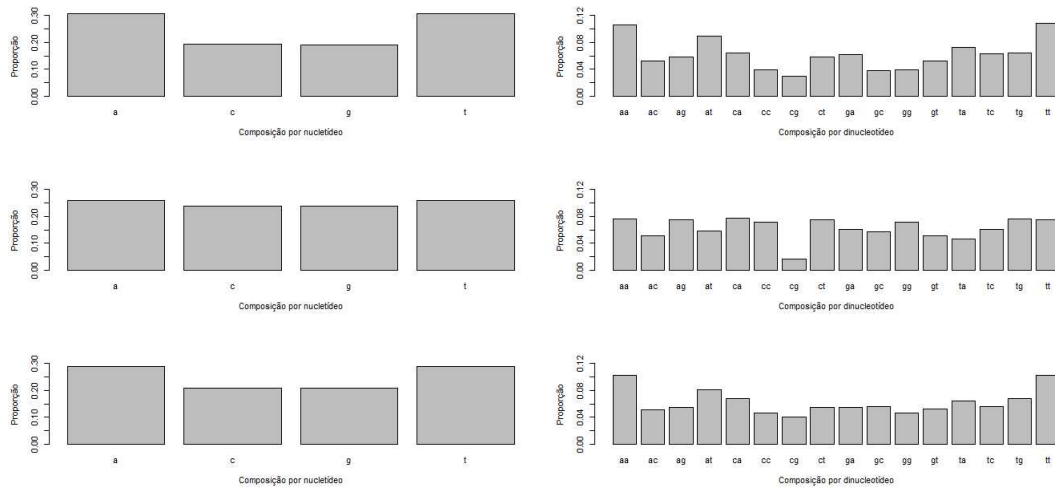 Proporção
0.00 0.10 0.20 0.30
a c g t
Composição por nucletídeo
Proporção
0.00 0.04 0.08 0.12
aa ac ag at ca cc cg ct ga gc gg gt ta tc tg tt
Composição por dinucleotídeo
Proporção
0.00 0.10 0.20 0.30
a c g t
Composição por nucletídeo
Proporção
0.00 0.04 0.08 0.12
aa ac ag at ca cc cg ct ga gc gg gt ta tc tg tt
Composição por dinucleotídeo
Proporção
0.00 0.10 0.20 0.30
a c g t
Composição por nucletídeo
Proporção
0.00 0.04 0.08 0.12
aa ac ag at ca cc cg ct ga gc gg gt ta tc tg tt
Composição por dinucleotídeo